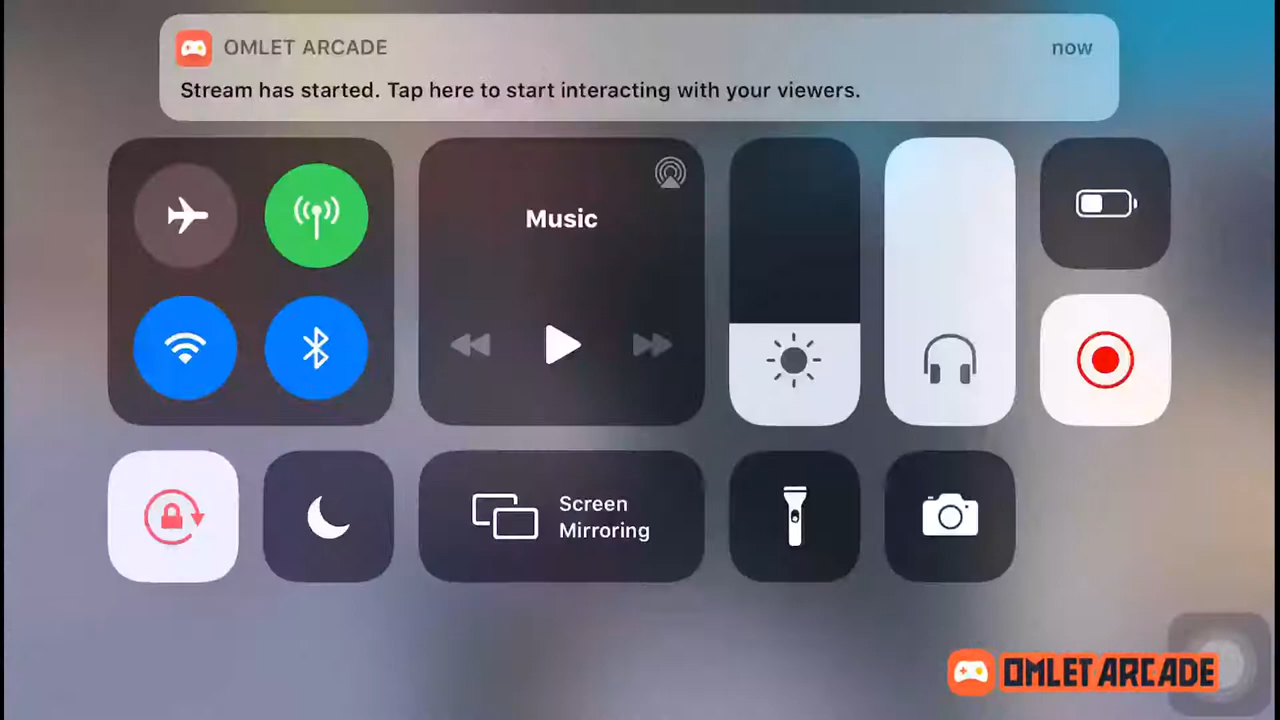 OMLET ARCADE
now
Stream has started. Tap here to start interacting with your viewers.
Music
Screen
Mirroring
OMLET ARCADE